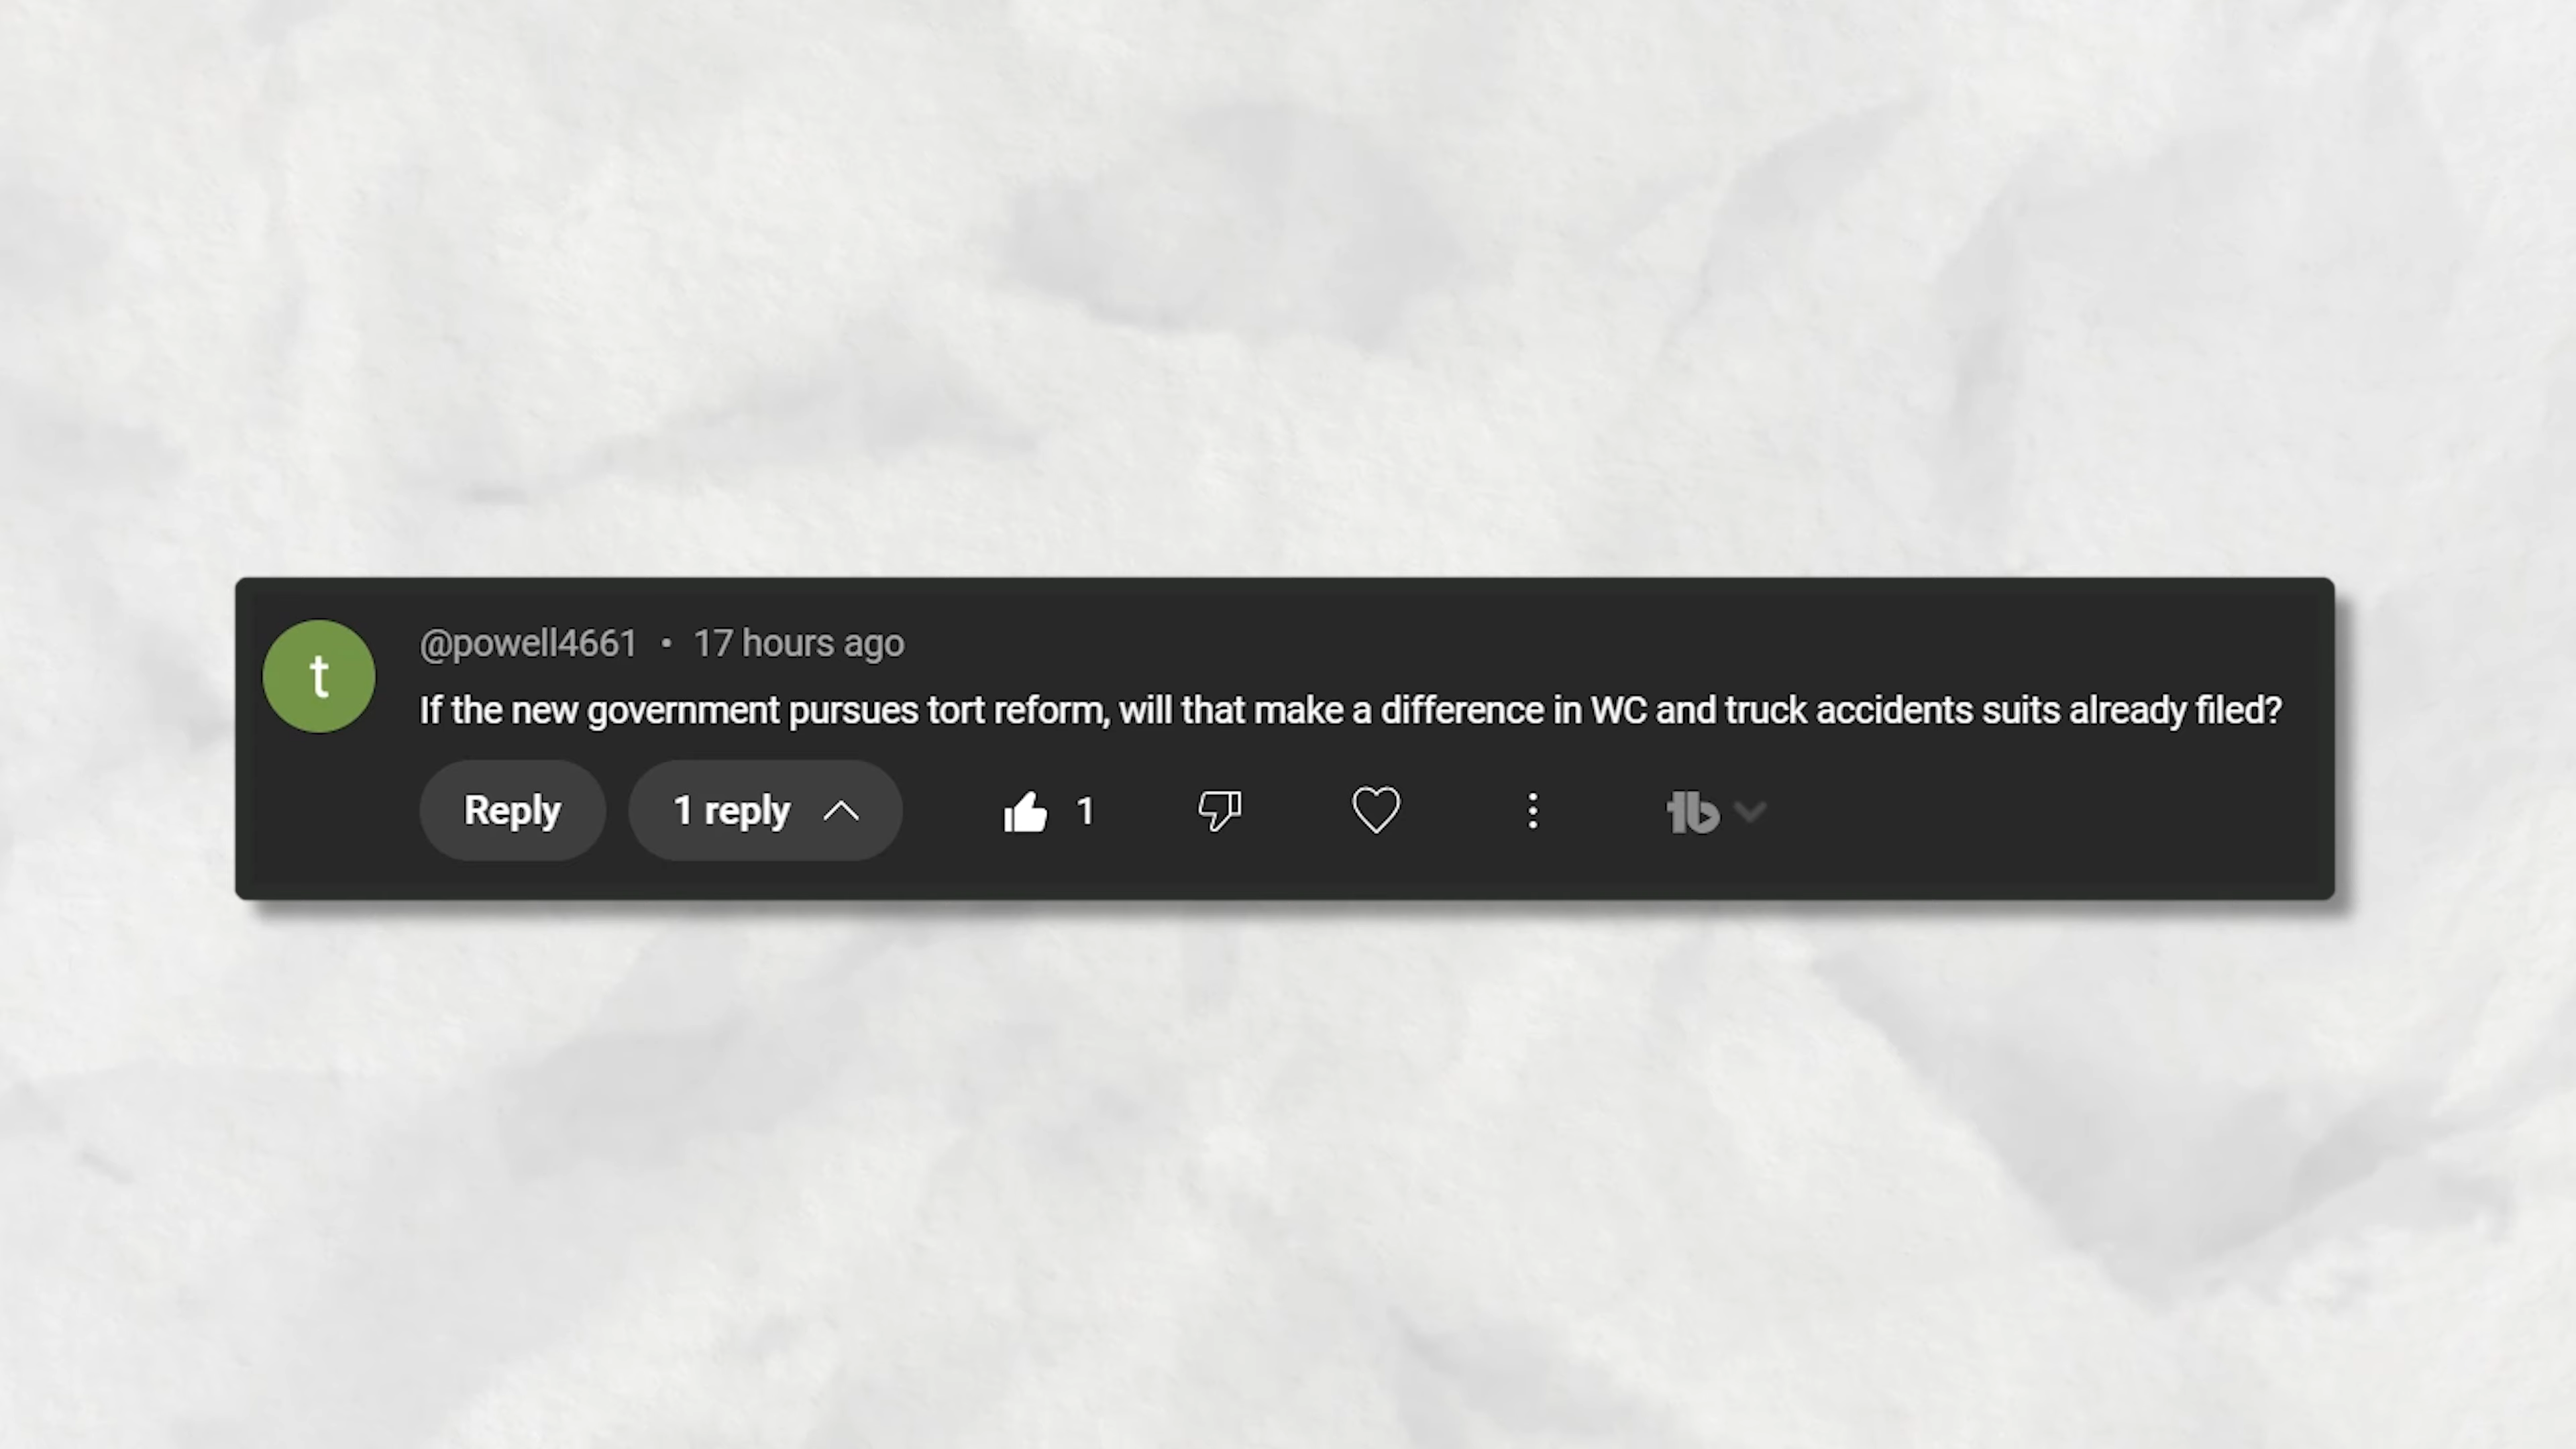 t
@powell4661 • 17 hours ago
If the new government pursues tort reform, will that make a difference in WC and truck accidents suits already filed?
Reply 1 reply 1 tb